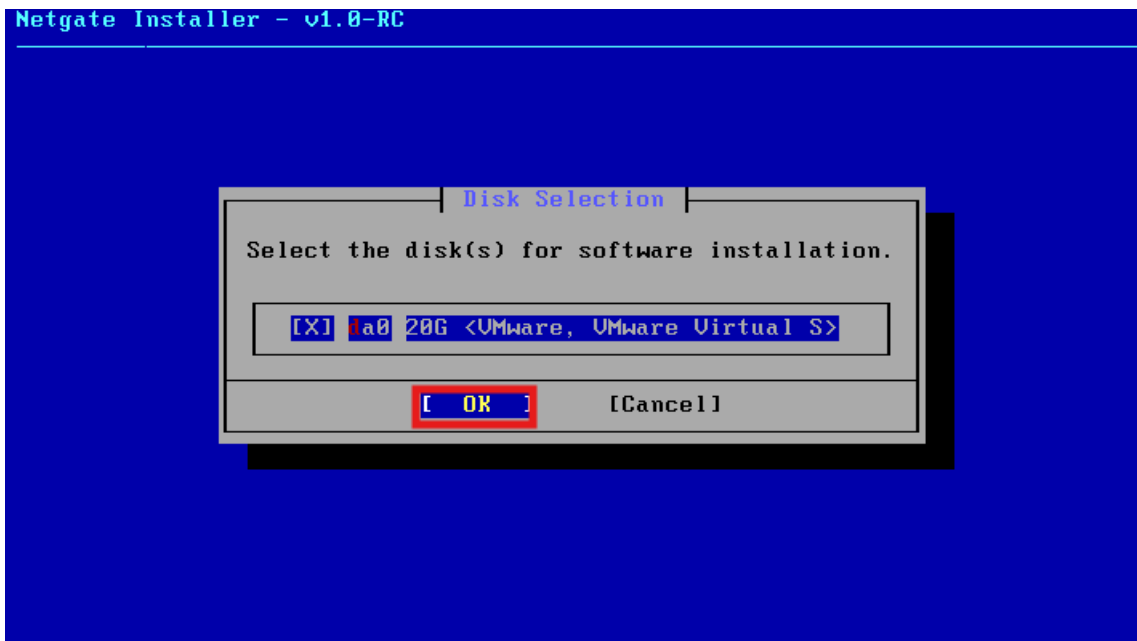 Netgate Installer - v1.0-RC
Disk Selection
Select the disk(s) for software installation.
[X] da0 20G <VMware, VMware Virtual S>
[ OK ] [Cancel]